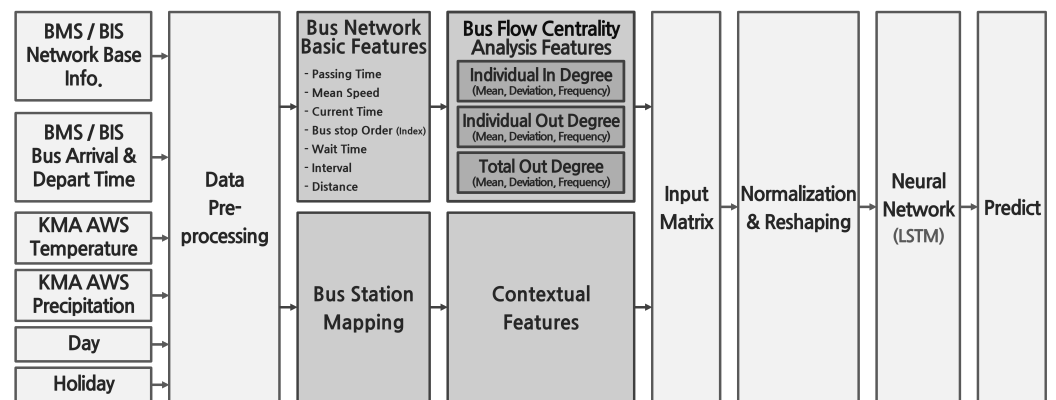 BMS / BIS
Network Base
Info.
BMS / BIS
Bus Arrival &
Depart Time
KMA AWS
Temperature
KMA AWS
Precipitation
Day
Holiday
Data
Pre-
processing
Bus Network
Basic Features
- Passing Time
- Mean Speed
- Current Time
- Bus stop Order (Index)
- Wait Time
- Interval
- Distance
Bus Station
Mapping
Bus Flow Centrality
Analysis Features
Individual In Degree
(Mean, Deviation, Frequency)
Individual Out Degree
(Mean, Deviation, Frequency)
Total Out Degree
(Mean, Deviation, Frequency)
Contextual
Features
Input
Matrix
Normalization
& Reshaping
Neural
Network
(LSTM)
Predict